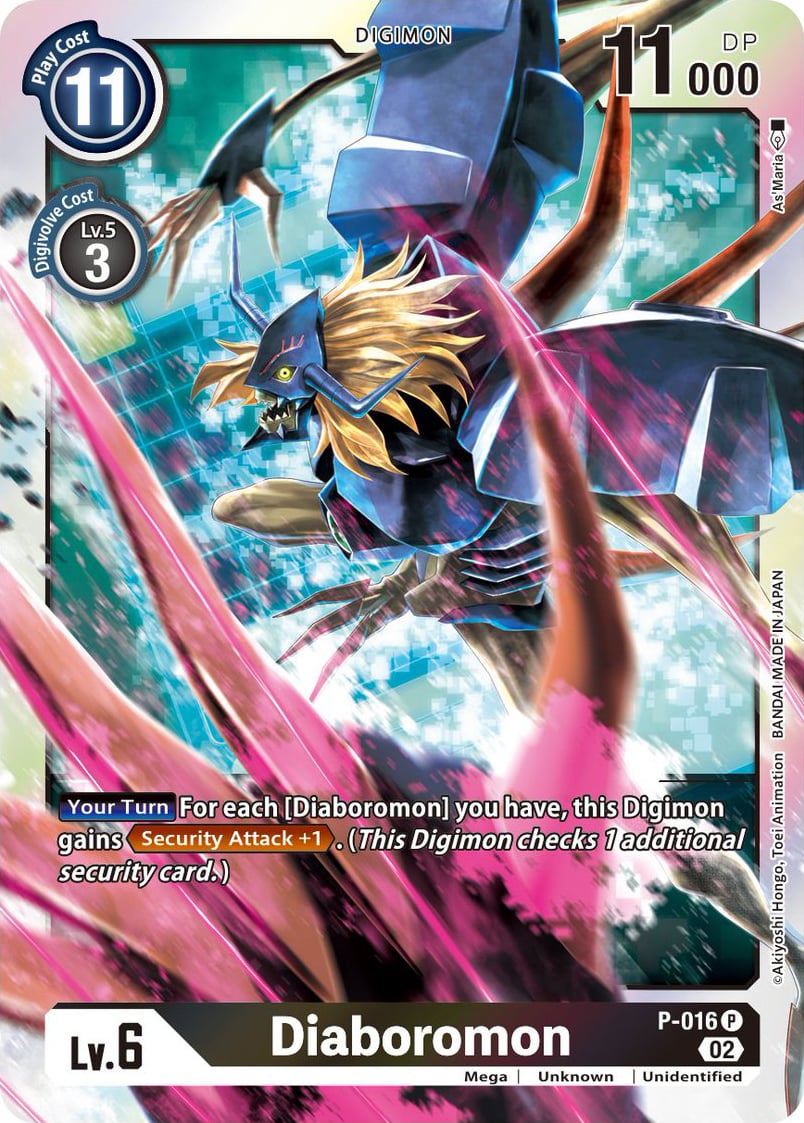 DIGIMON
Play Cost
11
11000
DP
Digivolve Cost
Lv.5
3
As'Maria
Your Turn For each [Diaboromon] you have, this Digimon
gains Security Attack +1. (This Digimon checks 1 additional
security card.)
©Akiyoshi Hongo, Toei Animation BANDAI MADE IN JAPAN
Lv.6
Diaboromon
P-016 P
02
Mega | Unknown | Unidentified